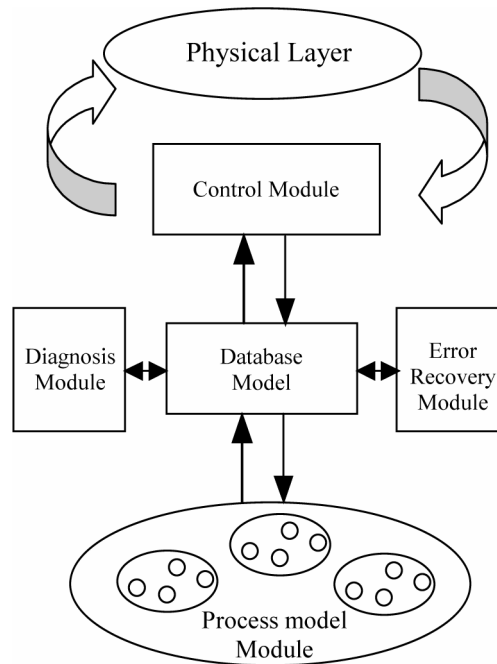 Physical Layer
Control Module
Diagnosis
Module
Database
Model
Error
Recovery
Module
Process model
Module